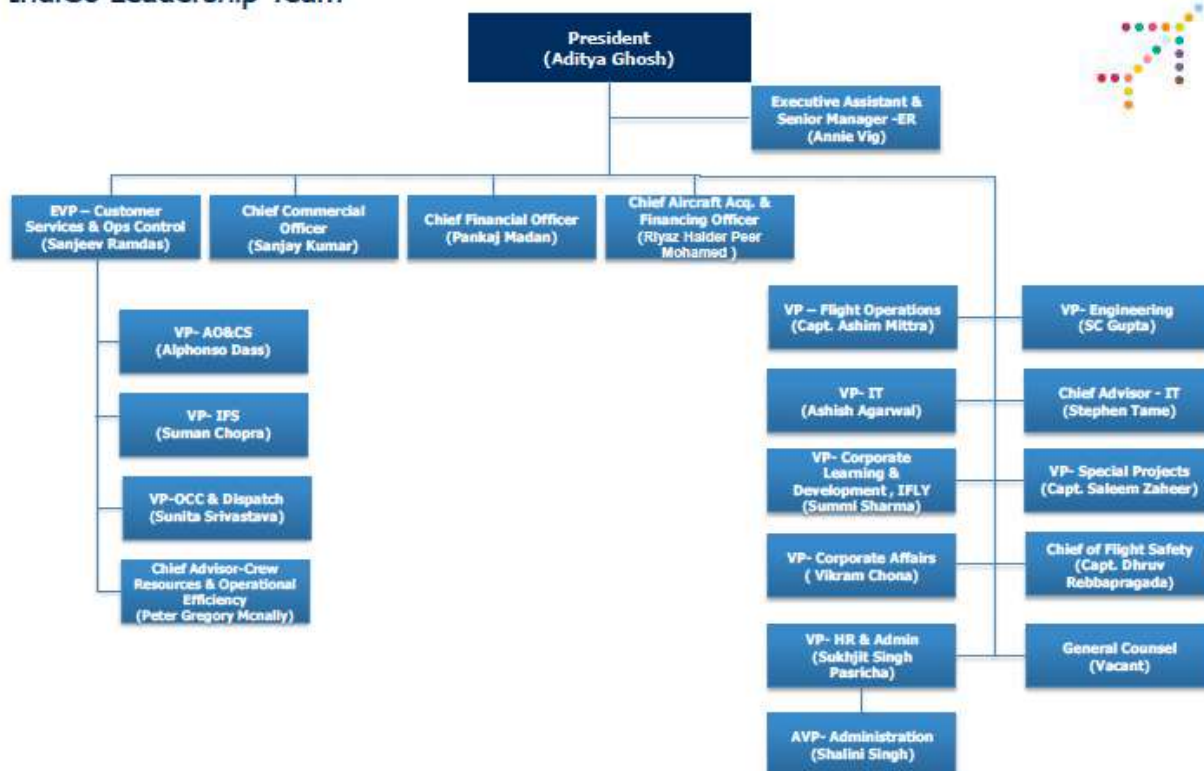 IndiGo Leadership Team
President
(Aditya Ghosh)
Executive Assistant &
Senior Manager -ER
(Annie Vig)
EVP – Customer
Services & Ops Control
(Sanjeev Ramdas)
Chief Commercial
Officer
(Sanjay Kumar)
Chief Financial Officer
(Pankaj Madan)
Chief Aircraft Acq. &
Financing Officer
(Riyaz Haider Peer
Mohamed )
VP- AO&CS
(Alphonso Dass)
VP- IFS
(Suman Chopra)
VP-OCC & Dispatch
(Sunita Srivastava)
Chief Advisor-Crew
Resources & Operational
Efficiency
(Peter Gregory Mcnally)
VP – Flight Operations
(Capt. Ashim Mittra)
VP- Engineering
(SC Gupta)
VP- IT
(Ashish Agarwal)
Chief Advisor - IT
(Stephen Tame)
VP- Corporate
Learning &
Development , IFLY
(Summi Sharma)
VP- Special Projects
(Capt. Saleem Zaheer)
VP- Corporate Affairs
( Vikram Chona)
Chief of Flight Safety
(Capt. Dhruv
Rebbapragada)
VP- HR & Admin
(Sukhjit Singh
Pasricha)
General Counsel
(Vacant)
AVP- Administration
(Shalini Singh)